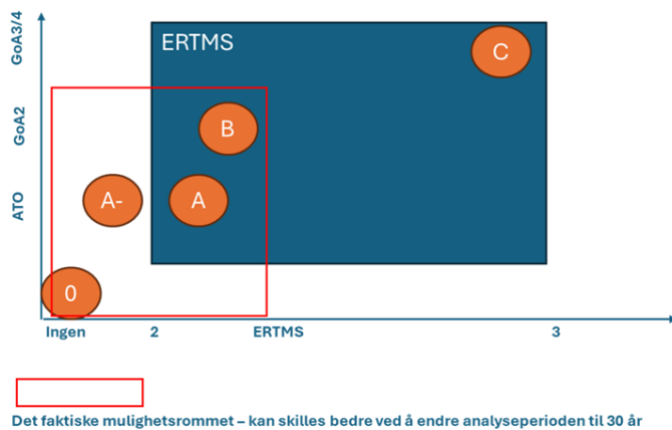 GoA3/4
ERTMS
C
GoA2
B
ATO
A-
A
0
Ingen
2
ERTMS
3
Det faktiske mulighetsrommet – kan skilles bedre ved å endre analyseperioden til 30 år